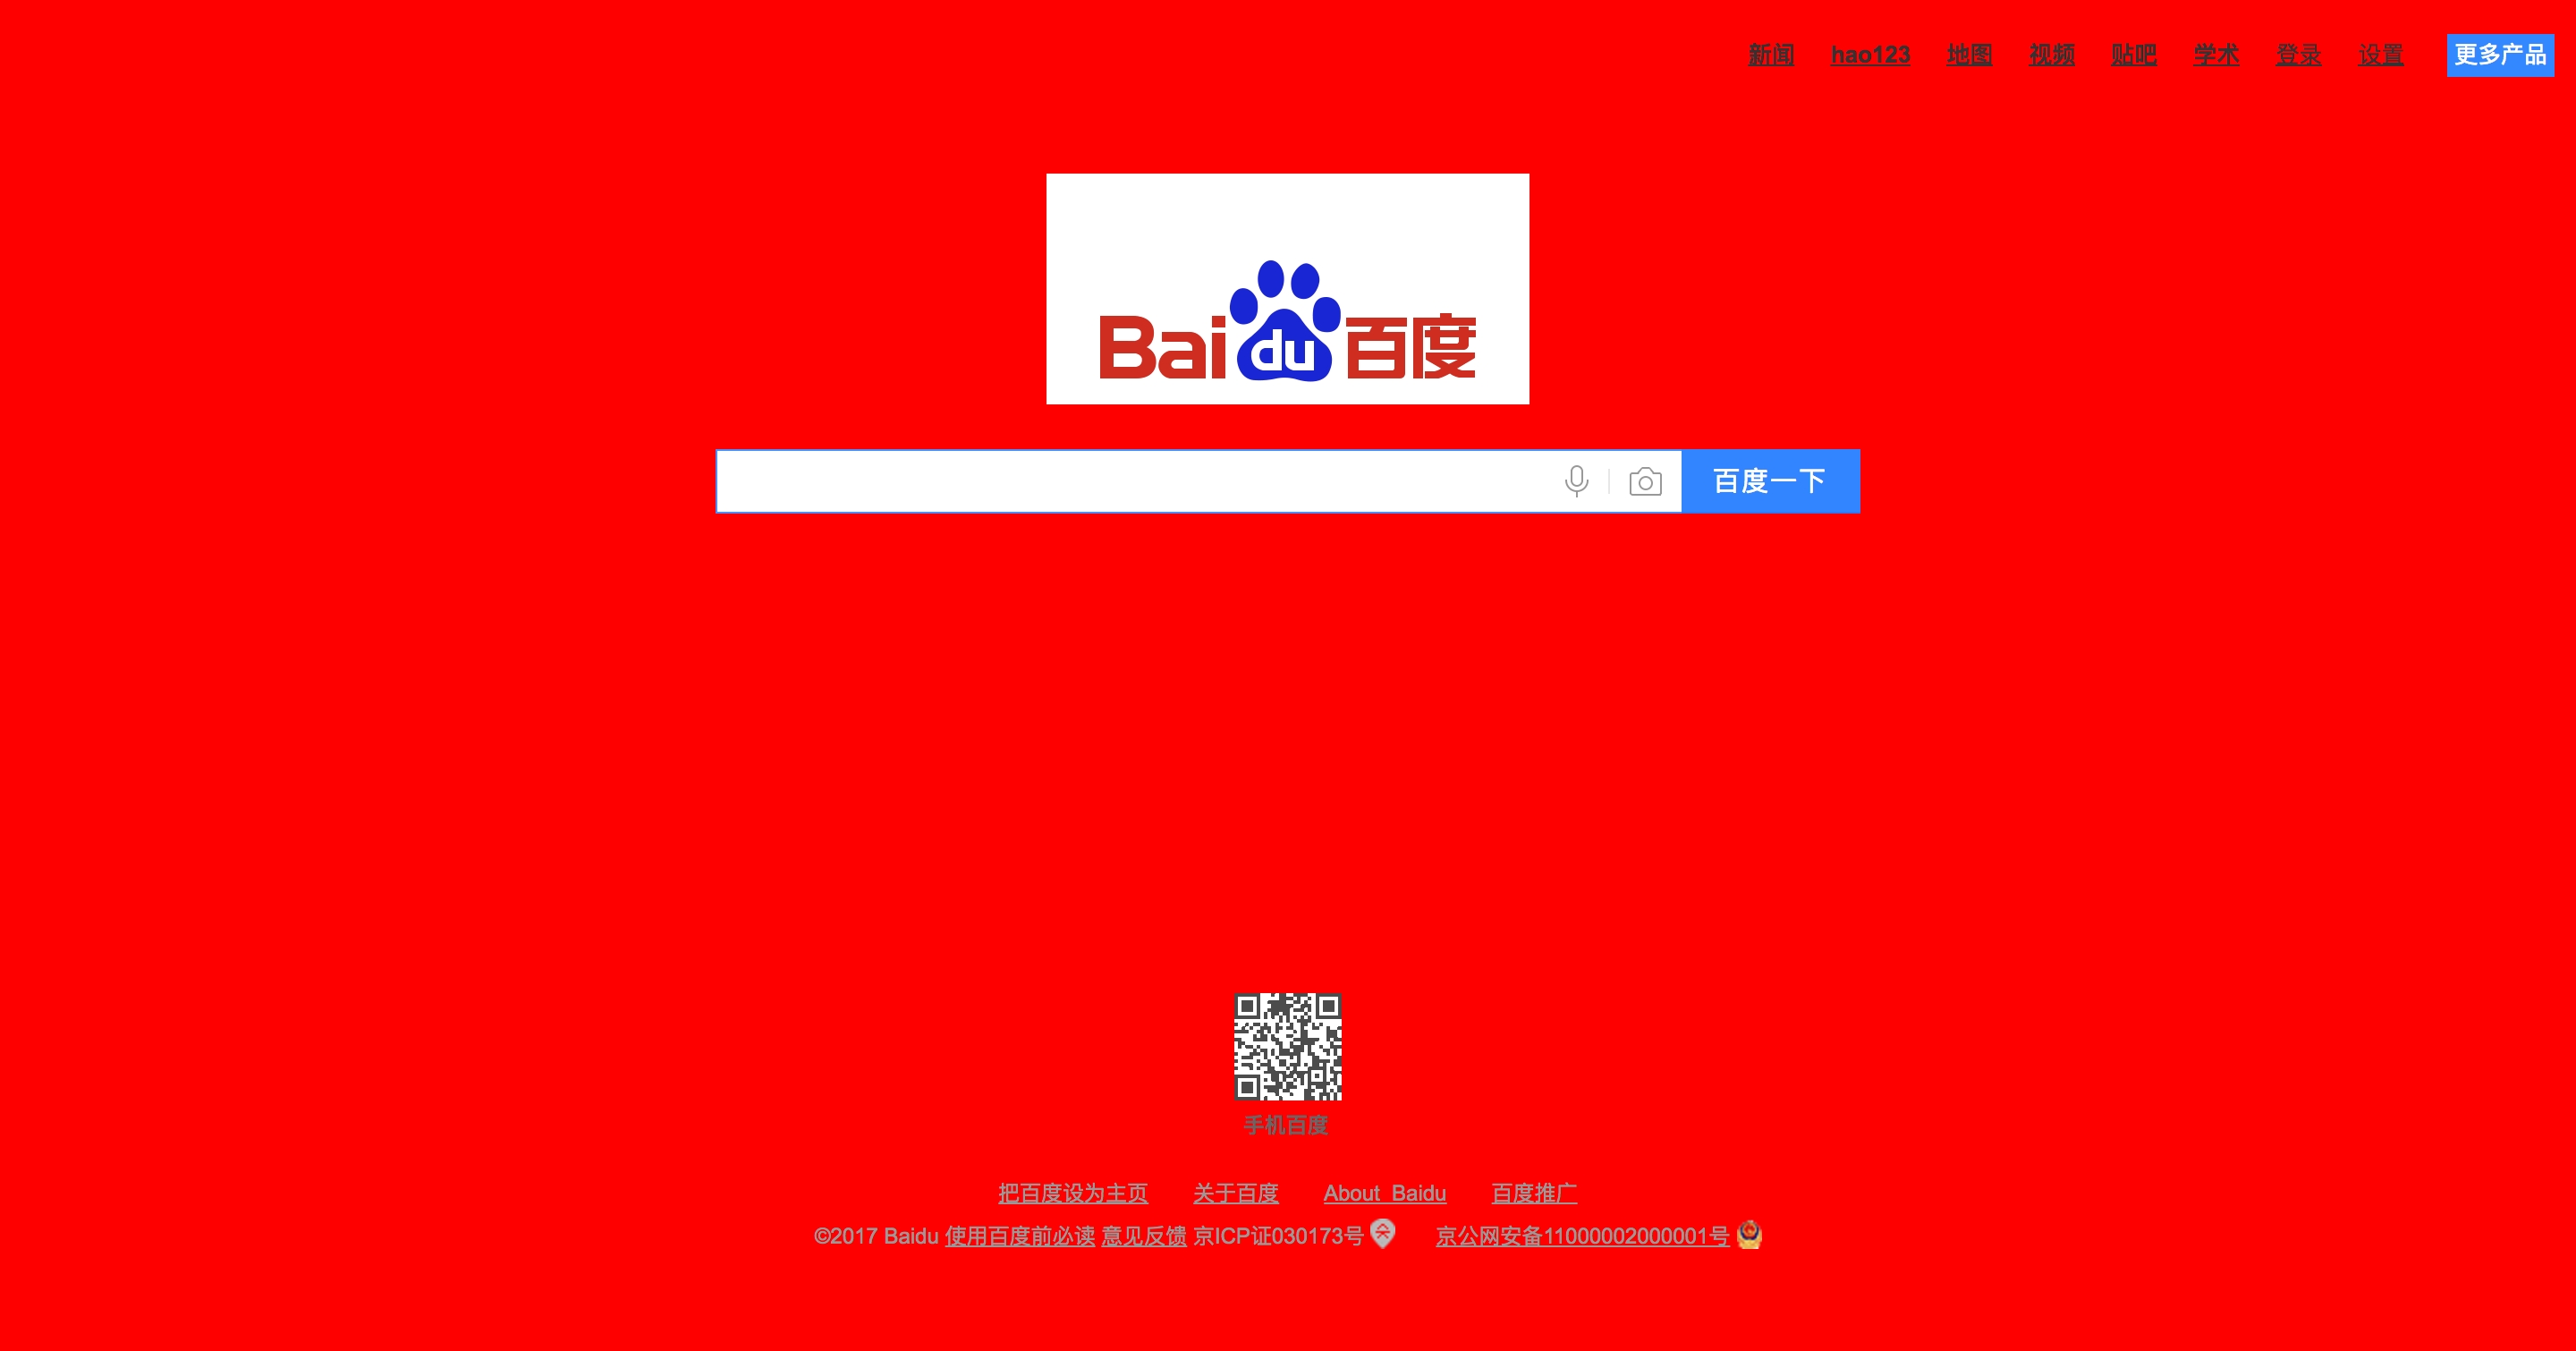 新闻 hao123 地图 视频 贴吧 学术 登录 设置 更多产品
Bai du 百度
百度一下
手机百度
把百度设为主页 关于百度 About Baidu 百度推广
©2017 Baidu 使用百度前必读 意见反馈 京ICP证030173号 京公网安备11000002000001号